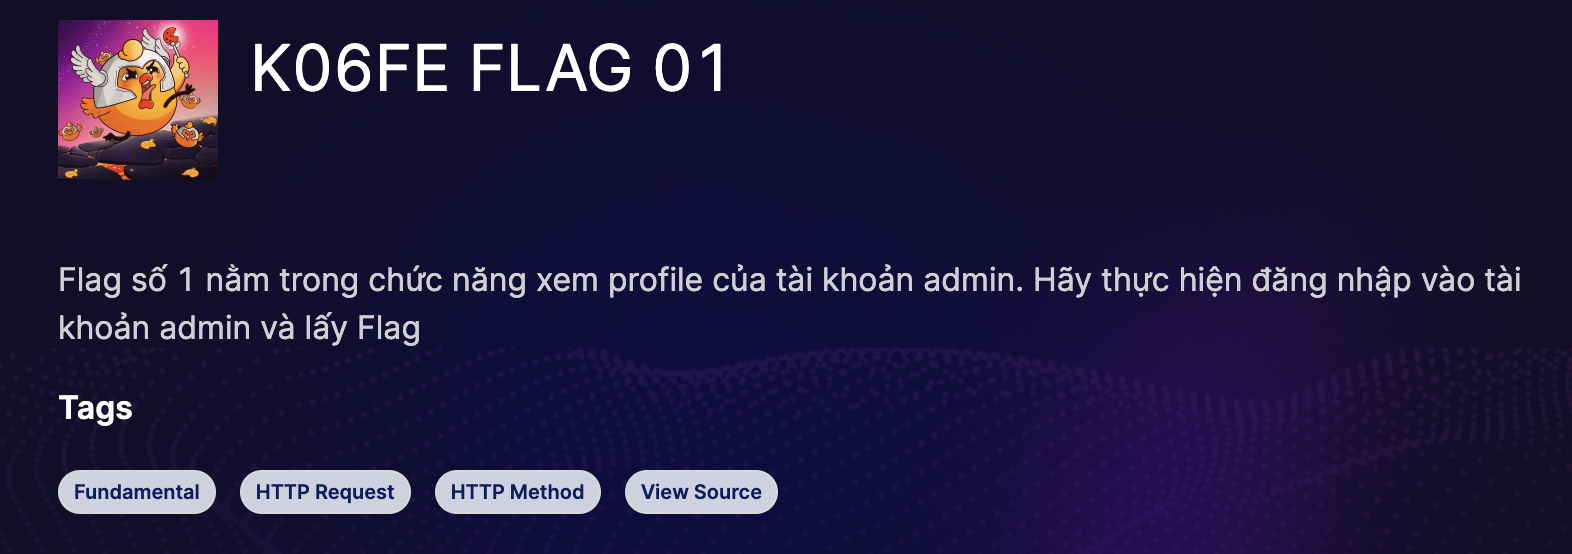 K06FE FLAG 01
Flag số 1 nằm trong chức năng xem profile của tài khoản admin. Hãy thực hiện đăng nhập vào tài
khoản admin và lấy Flag
Tags
Fundamental HTTP Request HTTP Method View Source